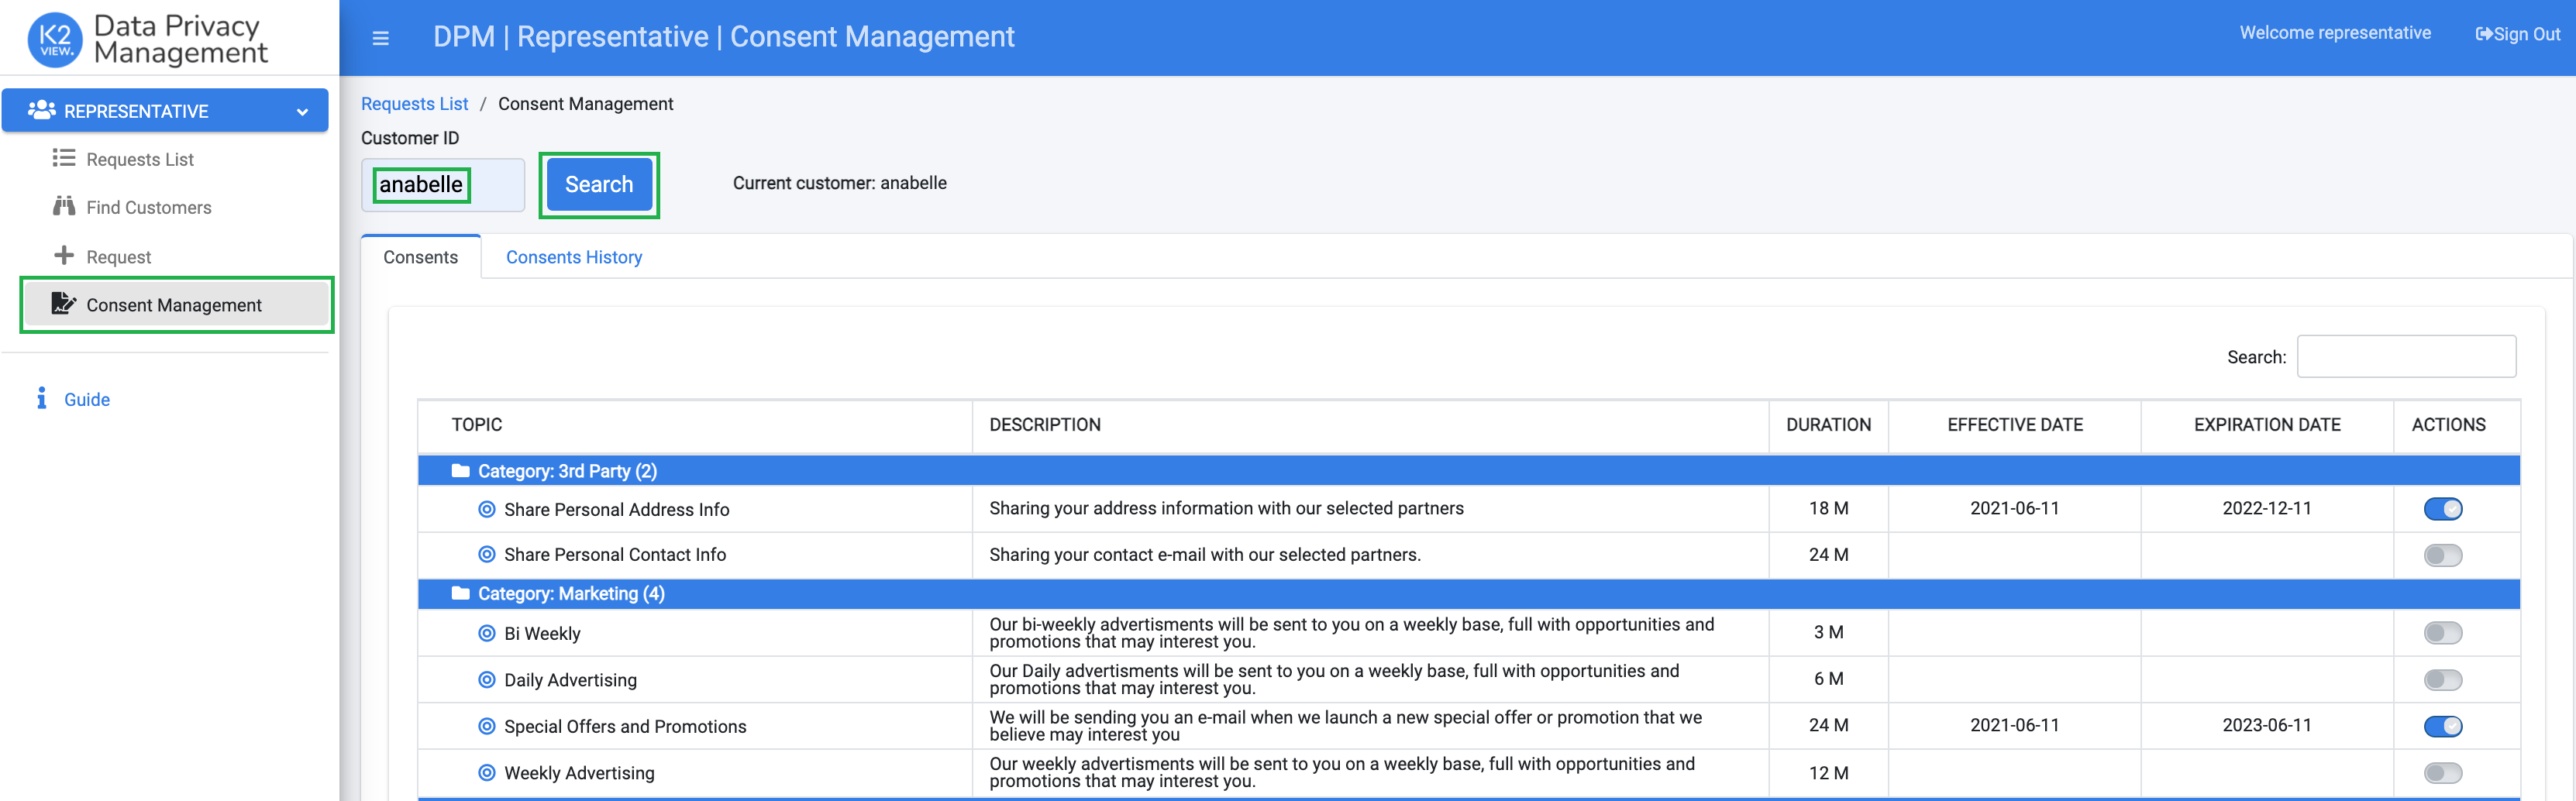 K2
VIEW.
Data Privacy
Management
DPM | Representative | Consent Management
Welcome representative
Sign Out
REPRESENTATIVE
Requests List
Find Customers
Request
Consent Management
Guide
Requests List / Consent Management
Customer ID
anabelle
Search
Current customer: anabelle
Consents
Consents History
Search:
TOPIC DESCRIPTION DURATION EFFECTIVE DATE EXPIRATION DATE ACTIONS
Category: 3rd Party (2)
Share Personal Address Info Sharing your address information with our selected partners 18 M 2021-06-11 2022-12-11
Share Personal Contact Info Sharing your contact e-mail with our selected partners. 24 M
Category: Marketing (4)
Bi Weekly Our bi-weekly advertisments will be sent to you on a weekly base, full with opportunities and
promotions that may interest you. 3 M
Daily Advertising Our Daily advertisments will be sent to you on a weekly base, full with opportunities and
promotions that may interest you. 6 M
Special Offers and Promotions We will be sending you an e-mail when we launch a new special offer or promotion that we
believe may interest you 24 M 2021-06-11 2023-06-11
Weekly Advertising Our weekly advertisments will be sent to you on a weekly base, full with opportunities and
promotions that may interest you. 12 M